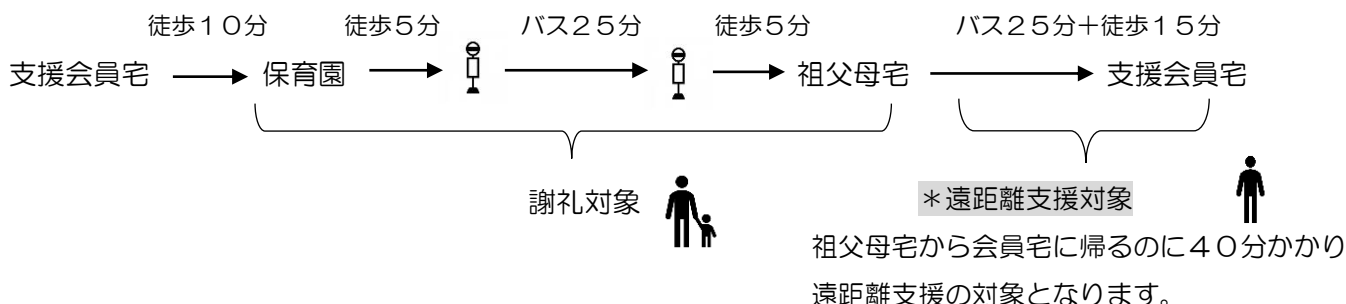 徒歩１０分　徒歩５分　バス２５分　徒歩５分　バス２５分＋徒歩１５分
支援会員宅　保育園　祖父母宅　支援会員宅
謝礼対象
＊遠距離支援対象
祖父母宅から会員宅に帰るのに４０分かかり
遠距離支援の対象となります。